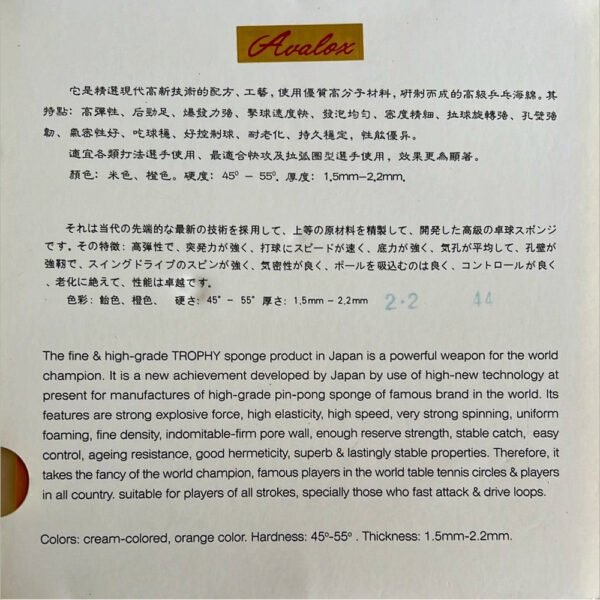 Avalox
它是精選現代高新技術的配方、工藝，使用優質高分子材料，研制而成的高級乒乓海綿。其
特點：高彈性、后勁足、爆發力强、擊球速度快、發泡均匀、密度精細、拉球旋轉强、孔壁强
韌、氣密性好、吃球穩、好控制球、耐老化、持久穩定，性能優异。
適宜各類打法選手使用、最適合快攻及拉弧圈型選手使用，效果更為顯著。
顏色：米色、橙色。硬度：45° - 55°. 厚度：1.5mm-2.2mm.
それは当代の先端的な最新の技術を採用して、上等の原材料を精製して、開発した高級の卓球スポンジ
です。その特徴：高弾性で、突発力が強く、打球にスピードが速く、底力が強く、気孔が平均して、孔壁が
強靭で、スイングドライブのスピンが強く、気密性が良く、ボールを吸込むのは良く、コントロールが良く
、老化に絶えて、性能は卓越です。
色彩：飴色、橙色、 硬さ：45° - 55° 厚さ：1.5mm - 2.2mm 2·2 44
The fine & high-grade TROPHY sponge product in Japan is a powerful weapon for the world
champion. It is a new achievement developed by Japan by use of high-new technology at
present for manufactures of high-grade pin-pong sponge of famous brand in the world. Its
features are strong explosive force, high elasticity, high speed, very strong spinning, uniform
foaming, fine density, indomitable-firm pore wall, enough reserve strength, stable catch, easy
control, ageing resistance, good hermeticity, superb & lastingly stable properties. Therefore, it
takes the fancy of the world champion, famous players in the world table tennis circles & players
in all country. suitable for players of all strokes, specially those who fast attack & drive loops.
Colors: cream-colored, orange color. Hardness: 45°-55° . Thickness: 1.5mm-2.2mm.